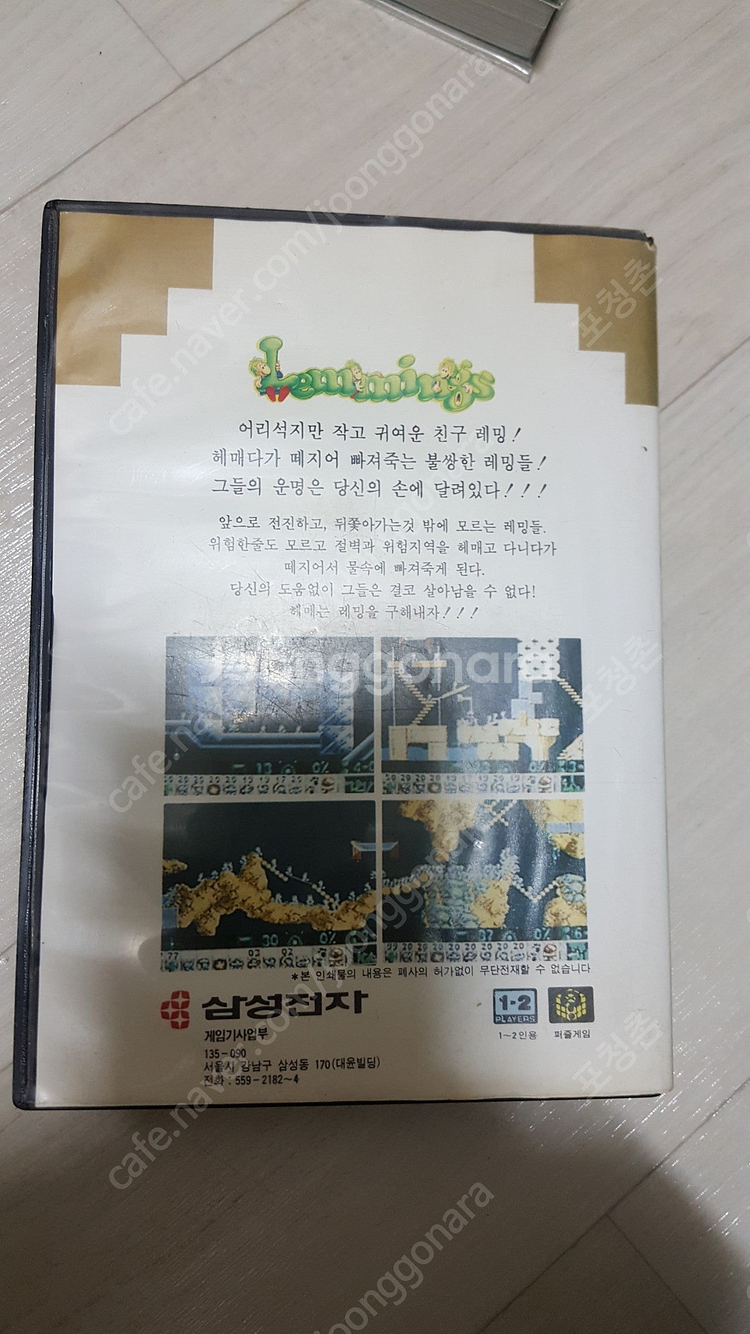 Lemmings
어리석지만 작고 귀여운 친구 레밍!
헤매다가 떼지어 빠져죽는 불쌍한 레밍들!
그들의 운명은 당신의 손에 달려있다!!!
앞으로 전진하고, 뒤쫓아가는것 밖에 모르는 레밍들.
위험한줄도 모르고 절벽과 위험지역을 헤매고 다니다가
떼지어서 물속에 빠져죽게 된다.
당신의 도움없이 그들은 결코 살아남을 수 없다!
헤매는 레밍을 구해내자!!!
*본 인쇄물의 내용은 폐사의 허가없이 무단전재할 수 없습니다
삼성전자
게임기사업부
135-090
서울시 강남구 삼성동 170(대윤빌딩)
전화: 559-2182~4
1-2
PLAYERS
1~2인용
퍼즐게임
joonggonara
cafe.naver.com/joonggonara
포청촌